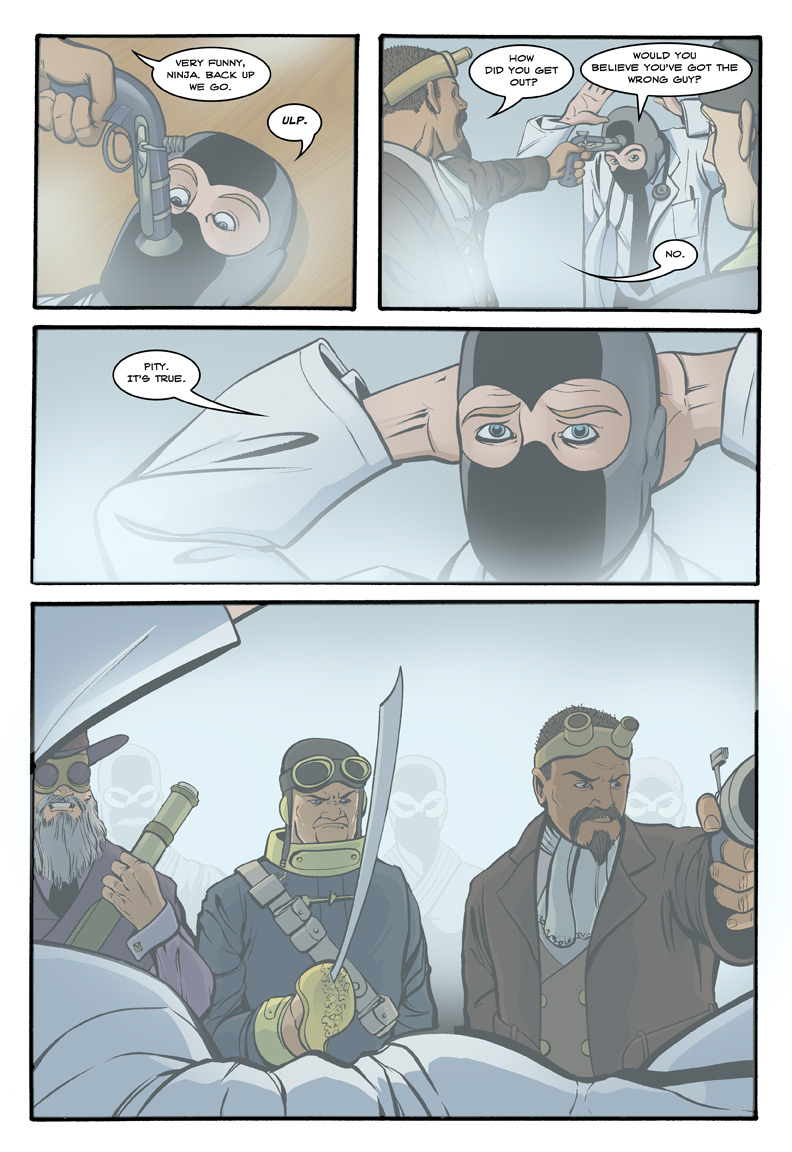 VERY FUNNY,
NINJA. BACK UP
WE GO.
ULP.
HOW
DID YOU GET
OUT?
WOULD YOU
BELIEVE YOU'VE GOT THE
WRONG GUY?
NO.
PITY.
IT'S TRUE.